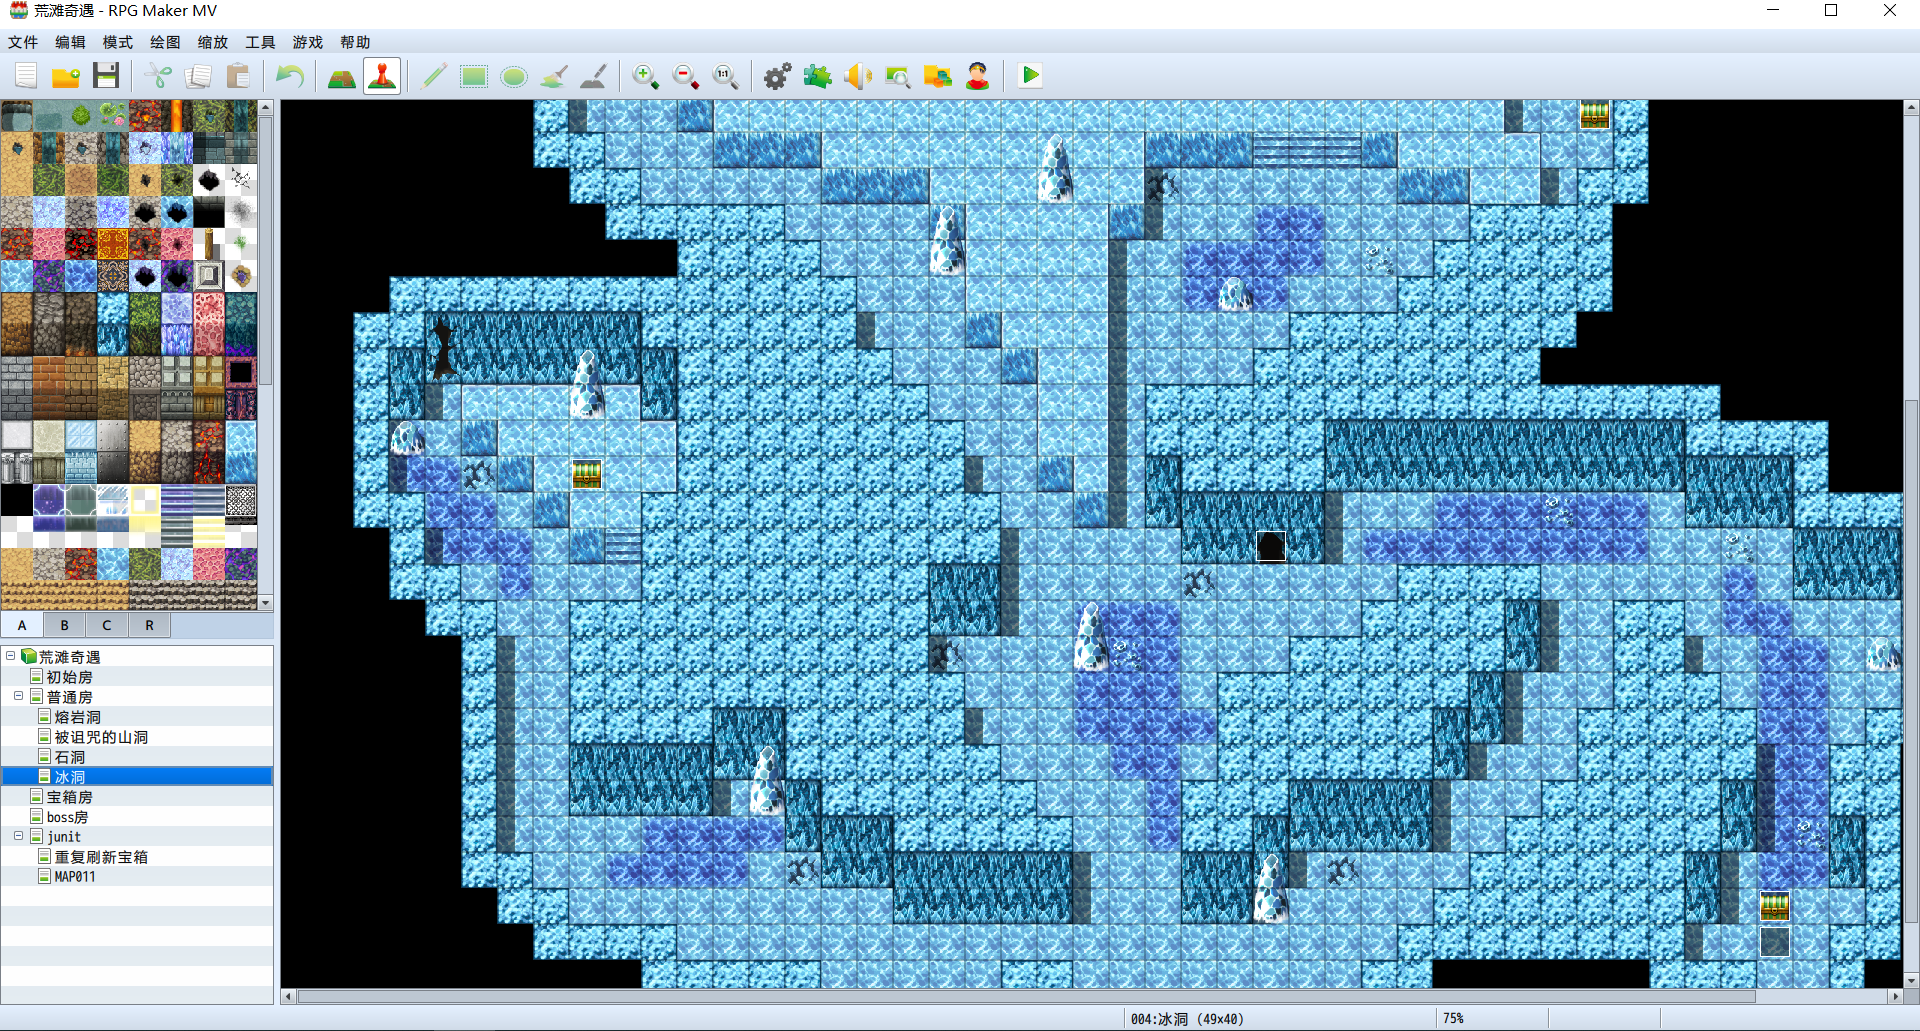 荒滩奇遇 - RPG Maker MV
文件 编辑 模式 绘图 缩放 工具 游戏 帮助
1:1
A B C R
荒滩奇遇
初始房
普通房
熔岩洞
被诅咒的山洞
石洞
冰洞
宝箱房
boss房
junit
重复刷新宝箱
MAP011
004:冰洞 (49x40) 75%